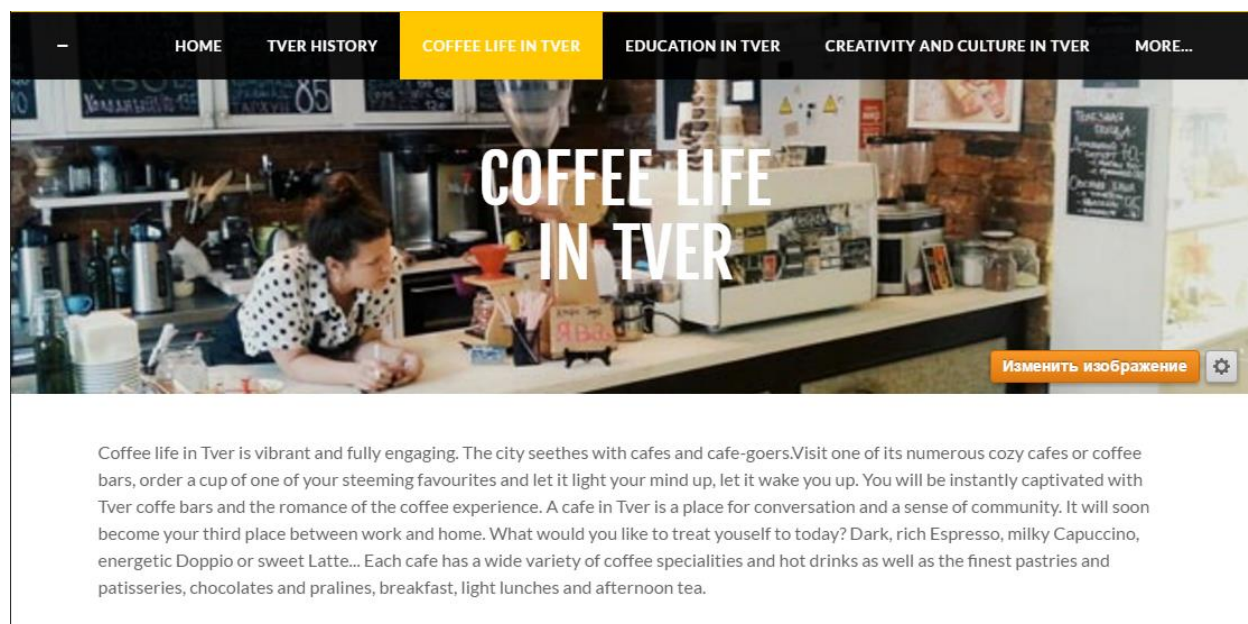 – HOME TVER HISTORY COFFEE LIFE IN TVER EDUCATION IN TVER CREATIVITY AND CULTURE IN TVER MORE...
85
COFFEE LIFE
IN TVER
Изменить изображение
Coffee life in Tver is vibrant and fully engaging. The city seethes with cafes and cafe-goers.Visit one of its numerous cozy cafes or coffee
bars, order a cup of one of your steeming favourites and let it light your mind up, let it wake you up. You will be instantly captivated with
Tver coffe bars and the romance of the coffee experience. A cafe in Tver is a place for conversation and a sense of community. It will soon
become your third place between work and home. What would you like to treat youself to today? Dark, rich Espresso, milky Capuccino,
energetic Doppio or sweet Latte... Each cafe has a wide variety of coffee specialities and hot drinks as well as the finest pastries and
patisseries, chocolates and pralines, breakfast, light lunches and afternoon tea.